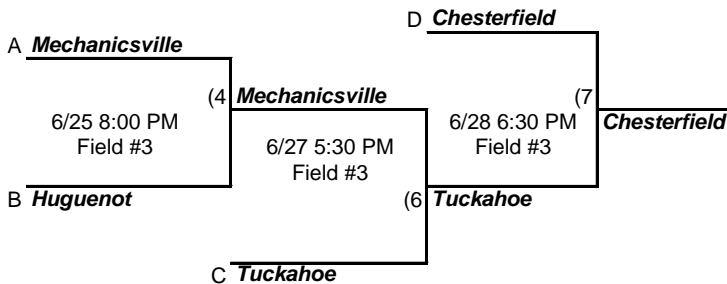 D Chesterfield
A Mechanicsville
(4 Mechanicsville
(7
6/25 8:00 PM
Field #3
6/28 6:30 PM
Field #3
Chesterfield
6/27 5:30 PM
Field #3
B Huguenot
(6 Tuckahoe
C Tuckahoe